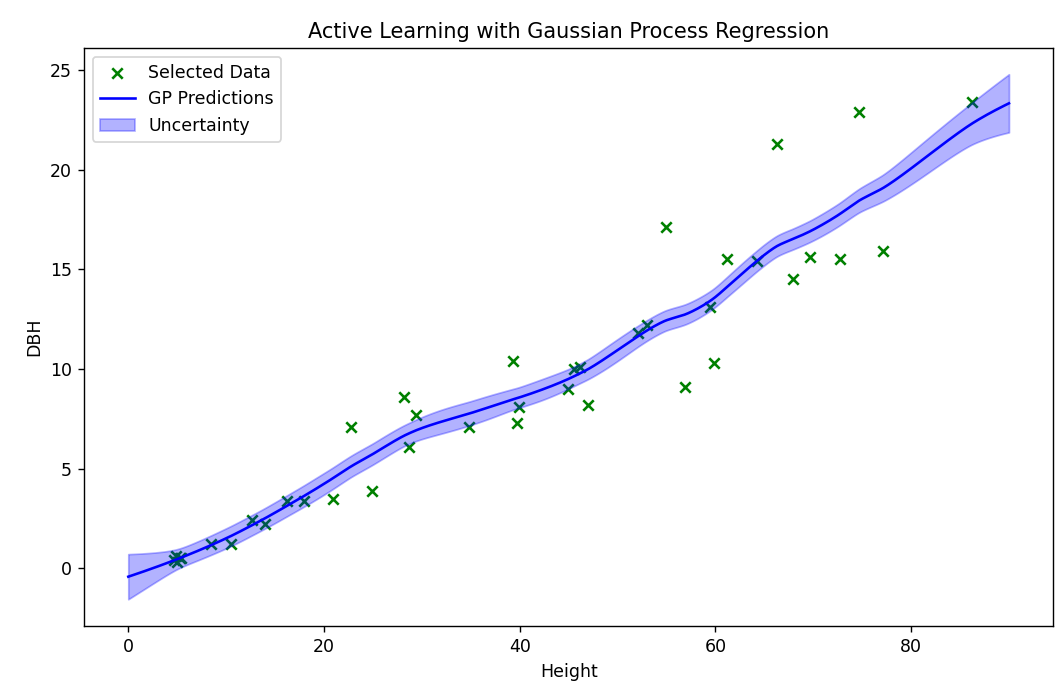 Active Learning with Gaussian Process Regression
Selected Data
GP Predictions
Uncertainty
DBH
25
20
15
10
5
0
0 20 40 60 80
Height